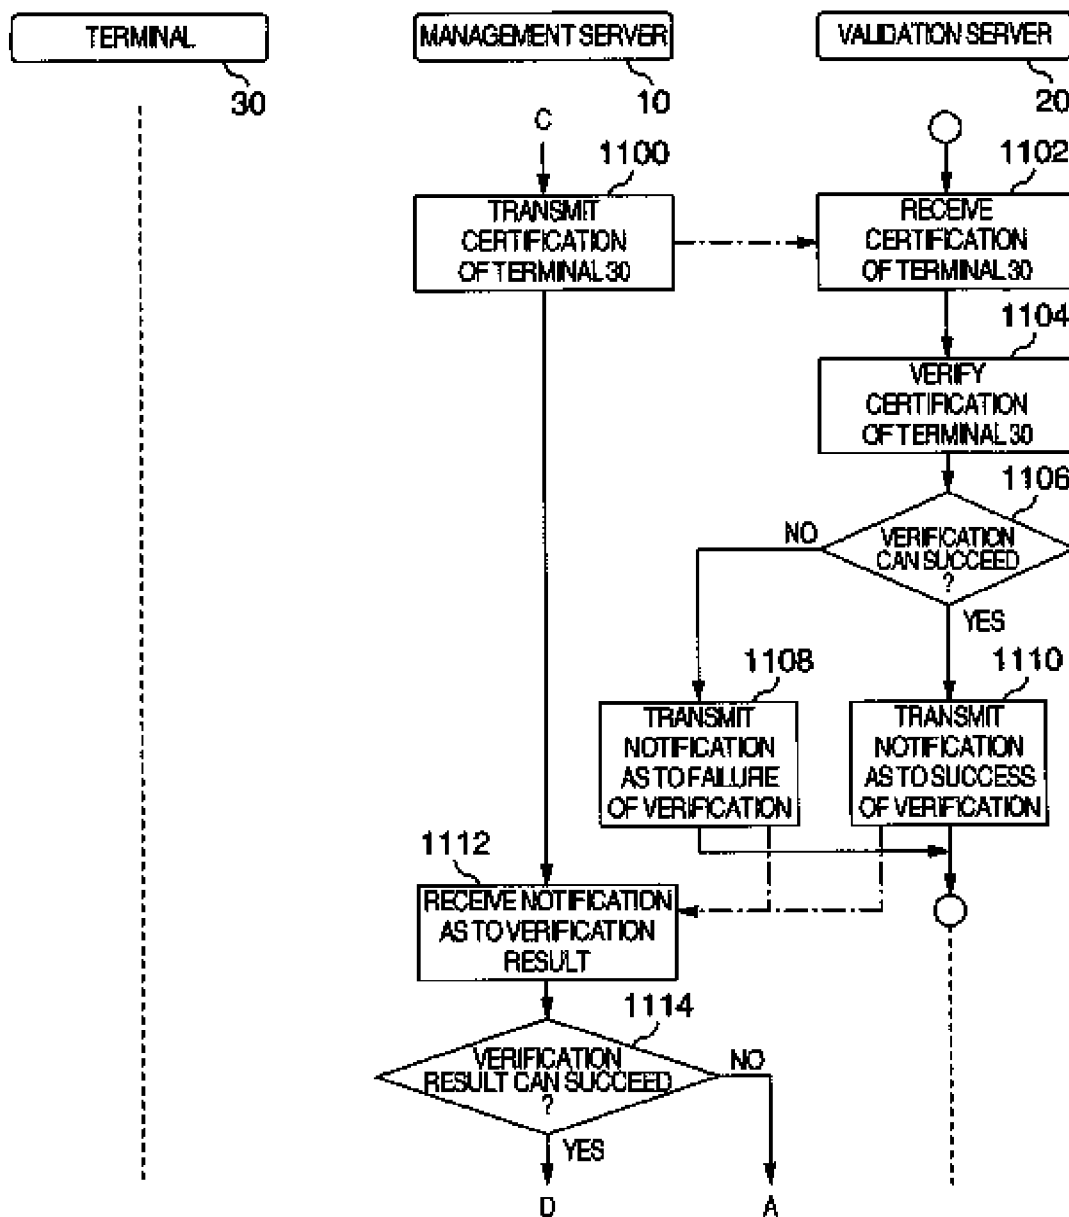 TERMINAL
MANAGEMENT SERVER
VALIDATION SERVER
30
10
20
C
1100
1102
TRANSMIT
CERTIFICATION
OF TERMINAL 30
RECEIVE
CERTIFICATION
OF TERMINAL 30
1104
VERIFY
CERTIFICATION
OF TERMINAL 30
1106
NO
VERIFICATION
CAN SUCCEED
?
YES
1108
1110
TRANSMIT
NOTIFICATION
AS TO FAILURE
OF VERIFICATION
TRANSMIT
NOTIFICATION
AS TO SUCCESS
OF VERIFICATION
1112
RECEIVE NOTIFICATION
AS TO VERIFICATION
RESULT
1114
VERIFICATION
RESULT CAN SUCCEED
?
NO
YES
D
A